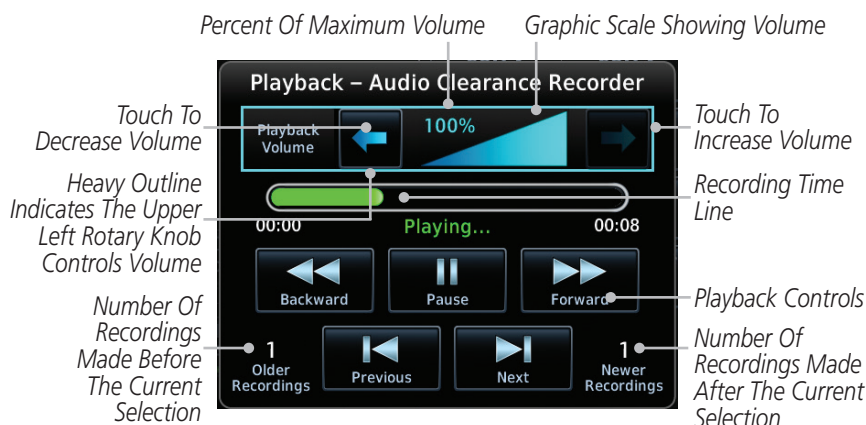 Percent Of Maximum Volume
Graphic Scale Showing Volume
Playback – Audio Clearance Recorder
Touch To
Decrease Volume
Playback
Volume
100%
Touch To
Increase Volume
Heavy Outline
Indicates The Upper
Left Rotary Knob
Controls Volume
Recording Time
Line
00:00
Playing...
00:08
Backward
Pause
Forward
Playback Controls
Number Of
Recordings
Made Before
The Current
Selection
1
Older
Recordings
Previous
Next
1
Newer
Recordings
Number Of
Recordings Made
After The Current
Selection